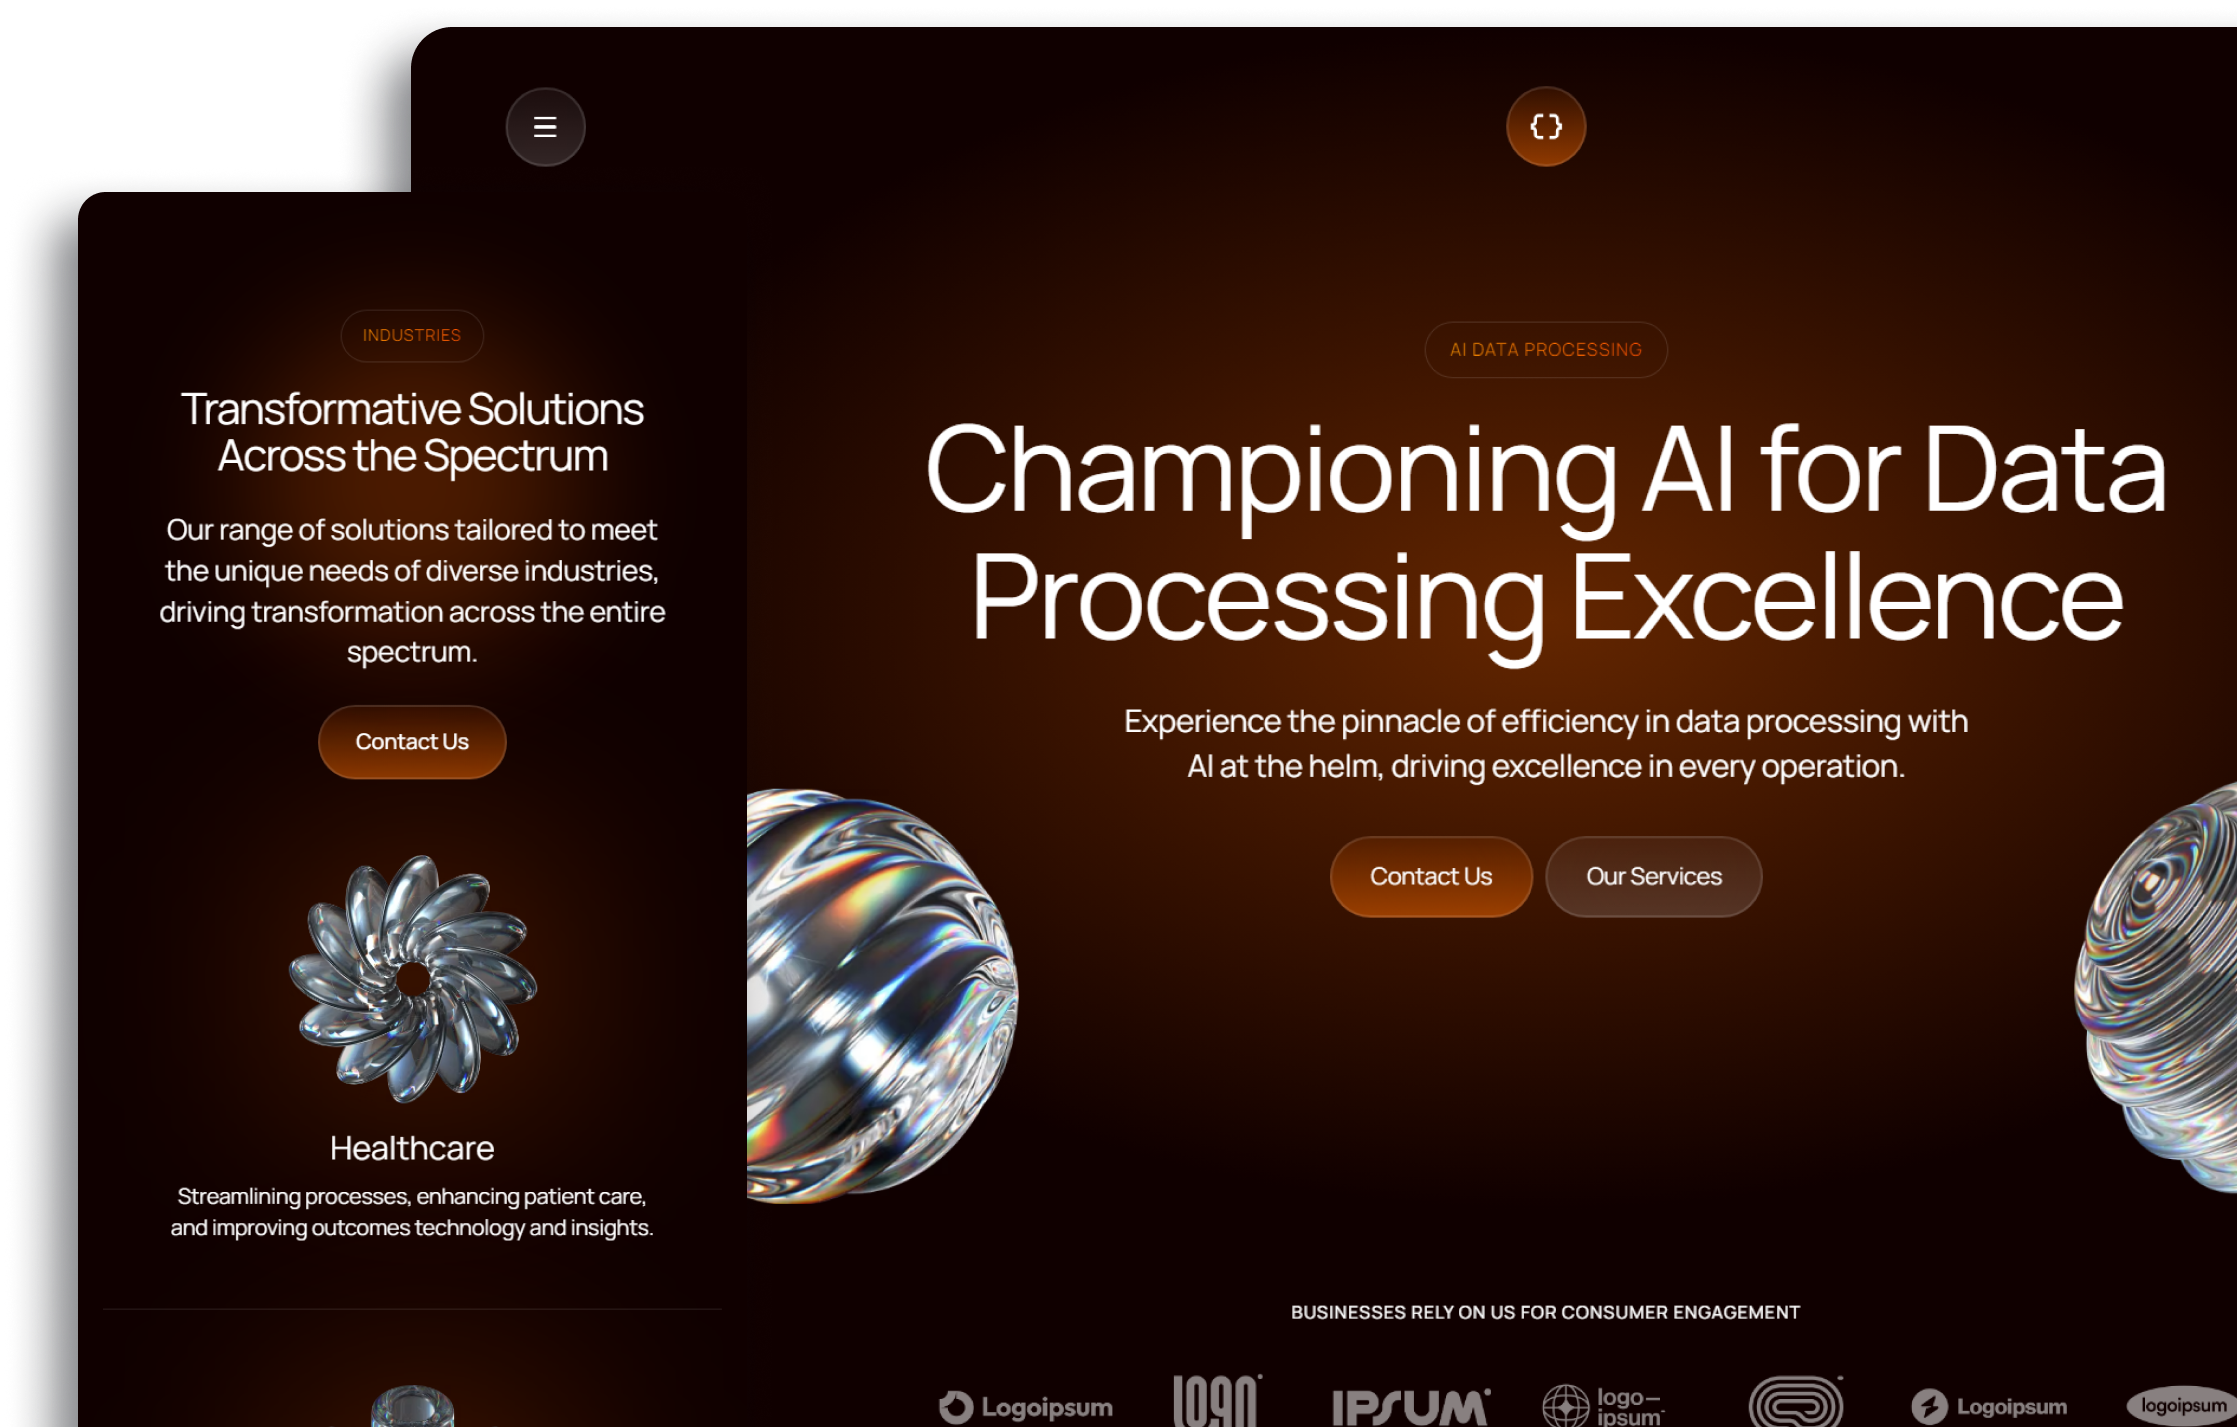 INDUSTRIES
Transformative Solutions
Across the Spectrum
Our range of solutions tailored to meet
the unique needs of diverse industries,
driving transformation across the entire
spectrum.
Contact Us
Healthcare
Streamlining processes, enhancing patient care,
and improving outcomes technology and insights.
{}
AI DATA PROCESSING
Championing AI for Data
Processing Excellence
Experience the pinnacle of efficiency in data processing with
AI at the helm, driving excellence in every operation.
Contact Us
Our Services
BUSINESSES RELY ON US FOR CONSUMER ENGAGEMENT
Logoipsum
logo
IPSUM
logo—
ipsum
Logoipsum
logoipsum